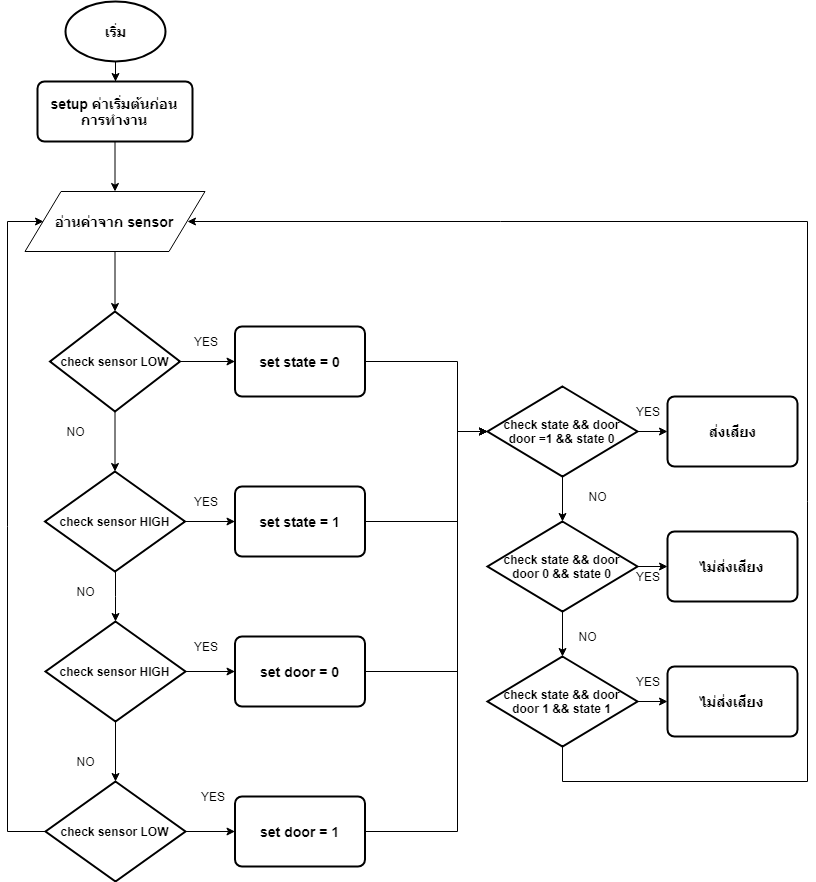 เริ่ม
setup ค่าเริ่มต้นก่อน
การทำงาน
อ่านค่าจาก sensor
check sensor LOW
YES
set state = 0
NO
check sensor HIGH
YES
set state = 1
NO
check sensor HIGH
YES
set door = 0
NO
check sensor LOW
YES
set door = 1
check state && door
door =1 && state 0
YES
ส่งเสียง
NO
check state && door
door 0 && state 0
YES
ไม่ส่งเสียง
NO
check state && door
door 1 && state 1
YES
ไม่ส่งเสียง